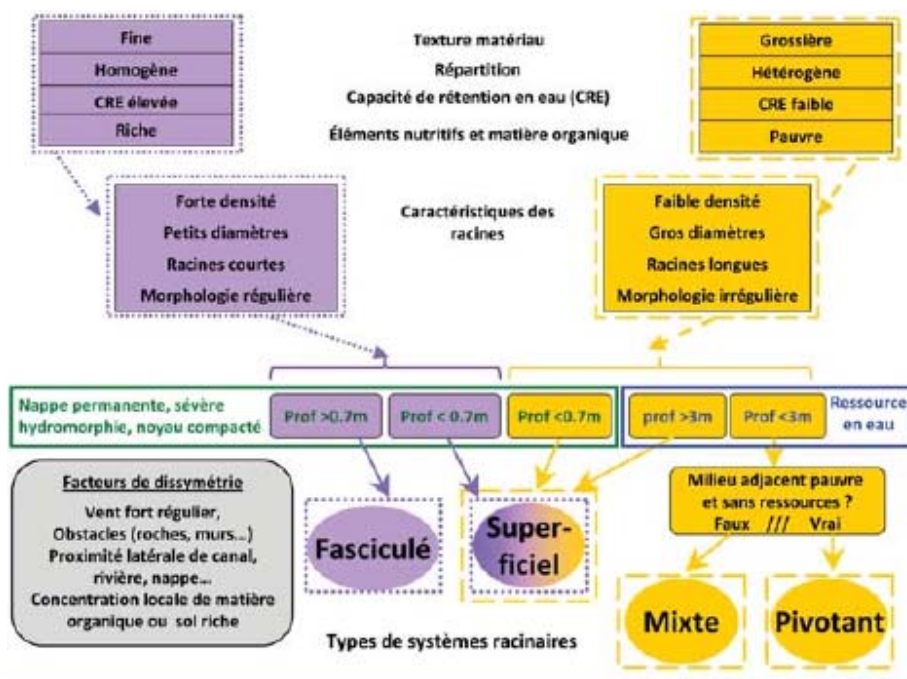 Fine
Homogène
CRE élevée
Riche
Texture matériau
Répartition
Capacité de rétention en eau (CRE)
Éléments nutritifs et matière organique
Grossière
Hétérogène
CRE faible
Pauvre
Forte densité
Petits diamètres
Racines courtes
Morphologie régulière
Caractéristiques des
racines
Faible densité
Gros diamètres
Racines longues
Morphologie irrégulière
Nappe permanente, sévère
hydromorphie, noyau compacté
Prof >0.7m
Prof < 0.7m
Prof <0.7m
prof >3m
Prof <3m
Ressource
en eau
Facteurs de dissymétrie
Vent fort régulier,
Obstacles (roches, murs...)
Proximité latérale de canal,
rivière, nappe...
Concentration locale de matière
organique ou sol riche
Fasciculé
Super-
ficiel
Milieu adjacent pauvre
et sans ressources ?
Faux /// Vrai
Mixte
Pivotant
Types de systèmes racinaires